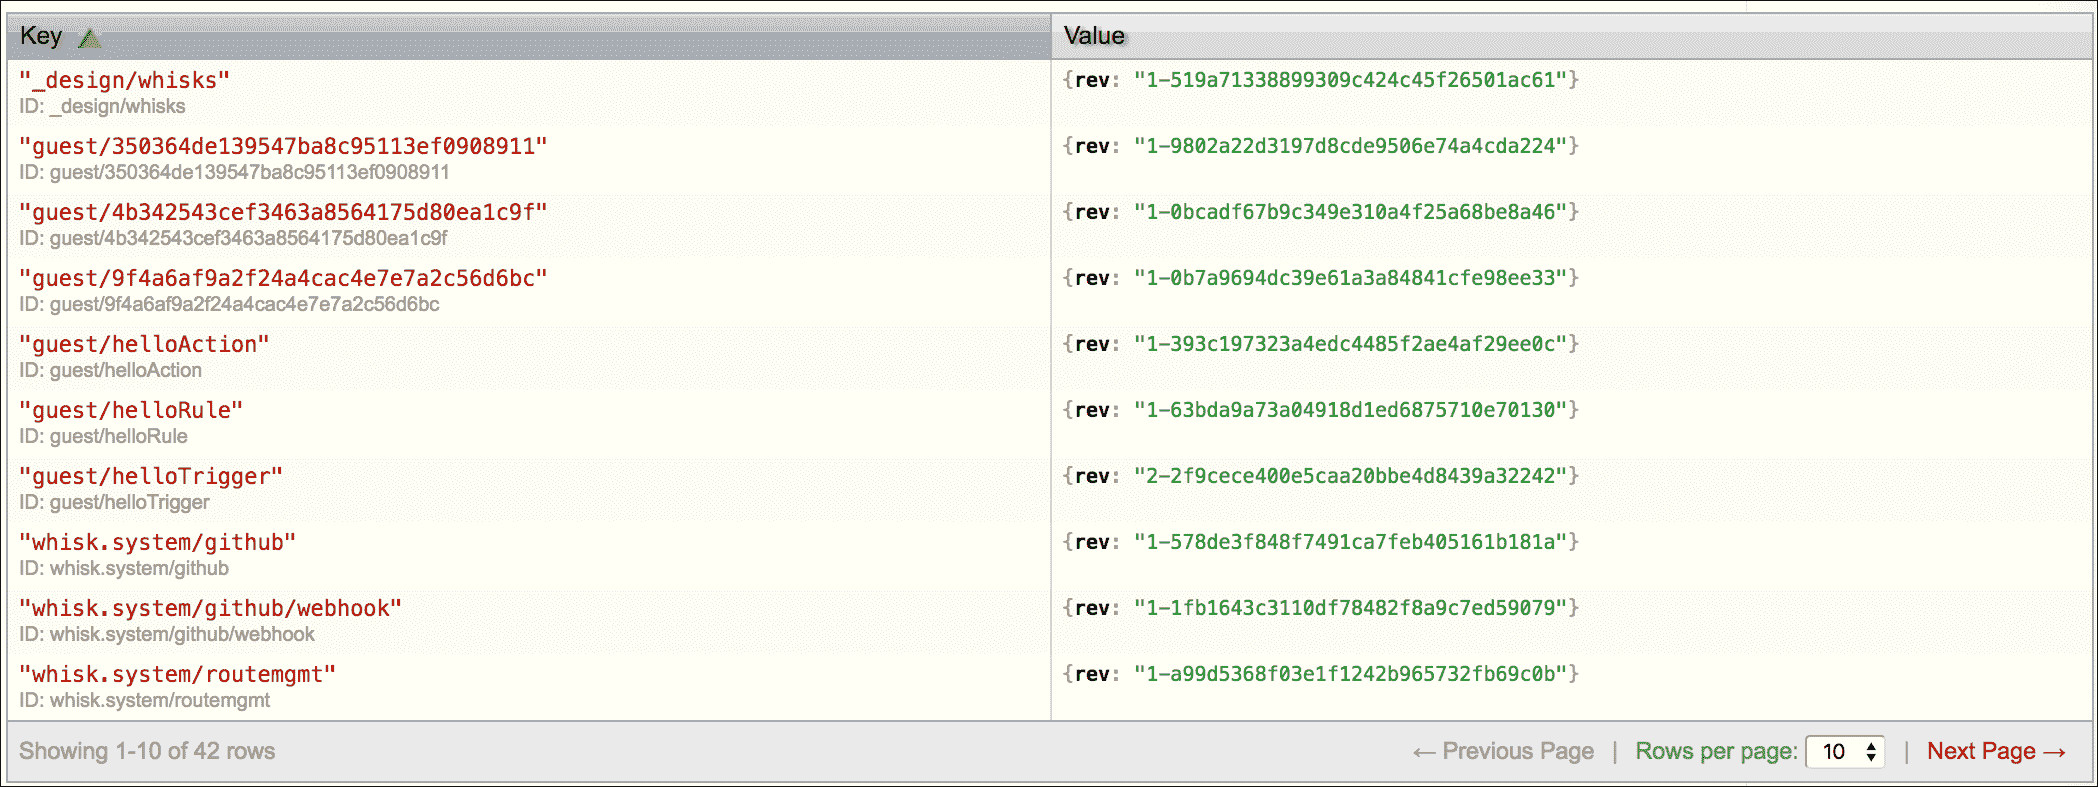 Key Value
"_design/whisks" {rev: "1-519a71338899309c424c45f26501ac61"}
ID: _design/whisks
"guest/350364de139547ba8c95113ef0908911" {rev: "1-9802a22d3197d8cde9506e74a4cda224"}
ID: guest/350364de139547ba8c95113ef0908911
"guest/4b342543cef3463a8564175d80ea1c9f" {rev: "1-0bcadf67b9c349e310a4f25a68be8a46"}
ID: guest/4b342543cef3463a8564175d80ea1c9f
"guest/9f4a6af9a2f24a4cac4e7e7a2c56d6bc" {rev: "1-0b7a9694dc39e61a3a84841cfe98ee33"}
ID: guest/9f4a6af9a2f24a4cac4e7e7a2c56d6bc
"guest/helloAction" {rev: "1-393c197323a4edc4485f2ae4af29ee0c"}
ID: guest/helloAction
"guest/helloRule" {rev: "1-63bda9a73a04918d1ed6875710e70130"}
ID: guest/helloRule
"guest/helloTrigger" {rev: "2-2f9cece400e5caa20bbe4d8439a32242"}
ID: guest/helloTrigger
"whisk.system/github" {rev: "1-578de3f848f7491ca7feb405161b181a"}
ID: whisk.system/github
"whisk.system/github/webhook" {rev: "1-1fb1643c3110df78482f8a9c7ed59079"}
ID: whisk.system/github/webhook
"whisk.system/routemgmt" {rev: "1-a99d5368f03e1f1242b965732fb69c0b"}
ID: whisk.system/routemgmt
Showing 1-10 of 42 rows ← Previous Page | Rows per page: 10 | Next Page →